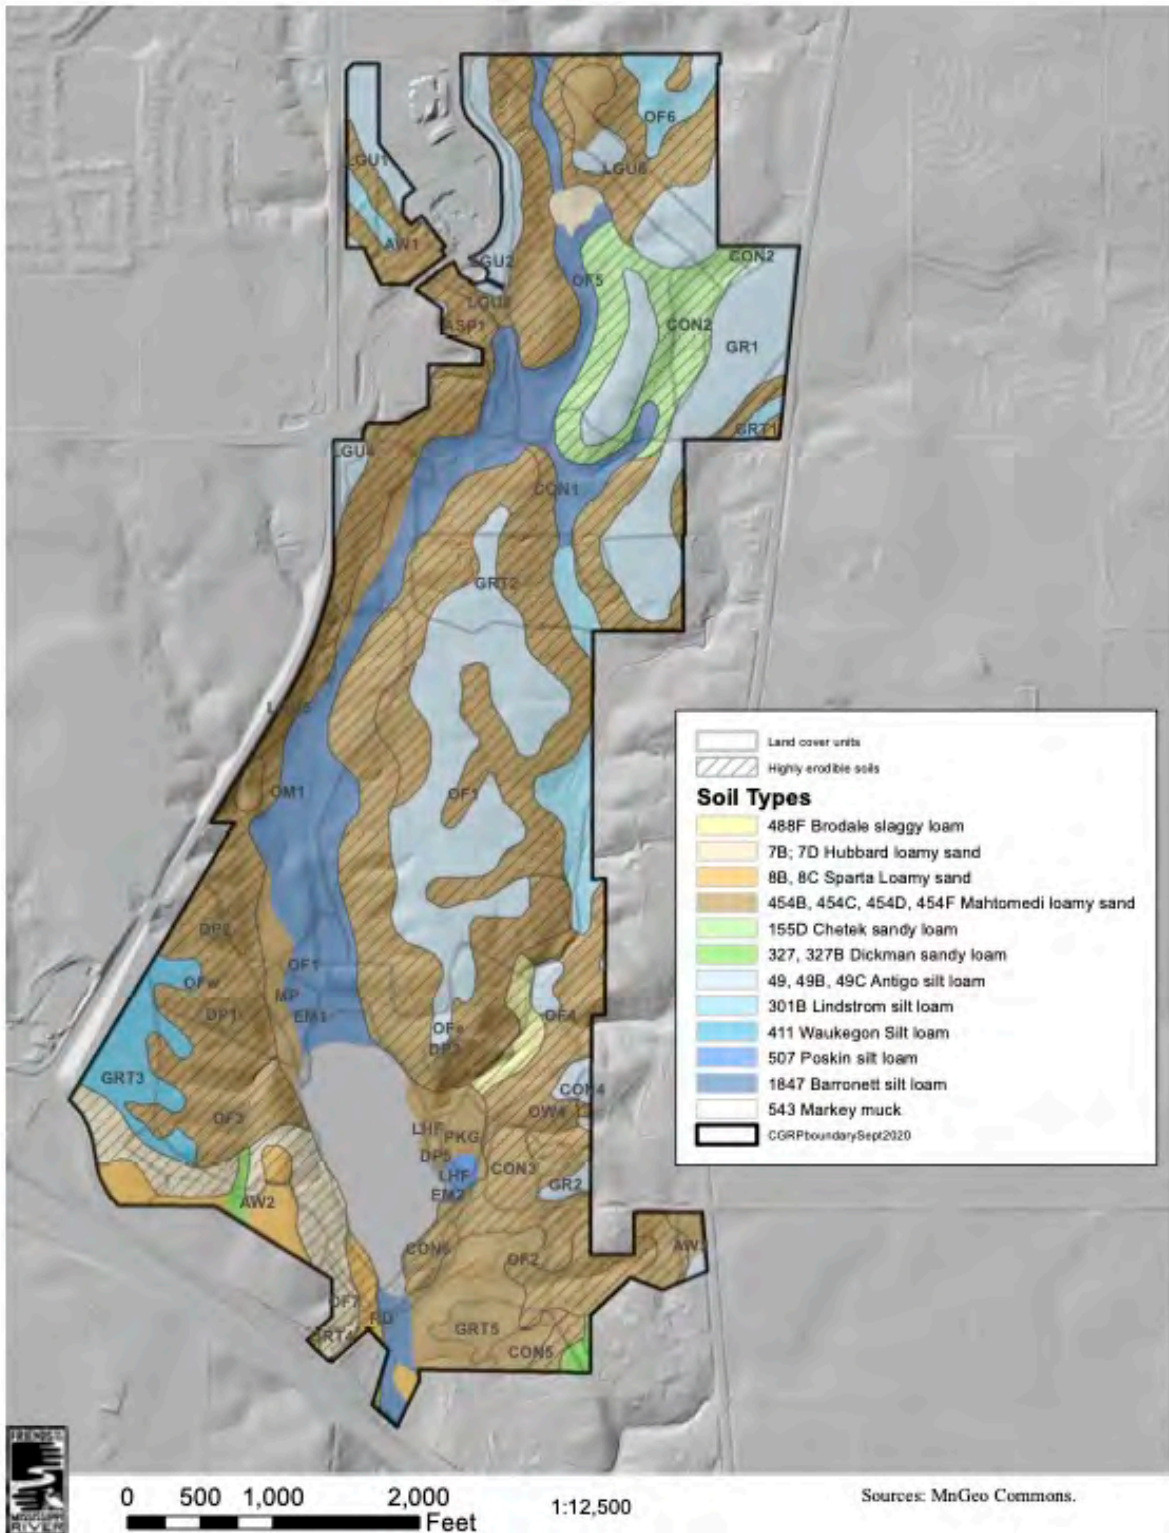 OF6
LGU1
LGU6
AW1
CON2
LGU2
OF5
ASP1
CON2
GR1
GRT1
LGU4
CON1
GRT2
OM1
OF1
DP2
OF1
OFw
MP
DP1
EM1
OF4
DP3
GRT3
CON4
OF3
OW4
LHF
PKG
DP5
CON3
LHF
GR2
EM2
AW2
CON6
OF2
OF7
GRT5
CON5
Land cover units
Highly erodible soils
Soil Types
488F Brodale slaggy loam
7B; 7D Hubbard loamy sand
8B, 8C Sparta Loamy sand
454B, 454C, 454D, 454F Mahtomedi loamy sand
155D Chetek sandy loam
327, 327B Dickman sandy loam
49, 49B, 49C Antigo silt loam
301B Lindstrom silt loam
411 Waukegon Silt loam
507 Poskin silt loam
1847 Barronett silt loam
543 Markey muck
CGRPboundarySept2020
FRIENDS of
MISSISSIPPI
RIVER
0 500 1,000 2,000
Feet
1:12,500
Sources: MnGeo Commons.